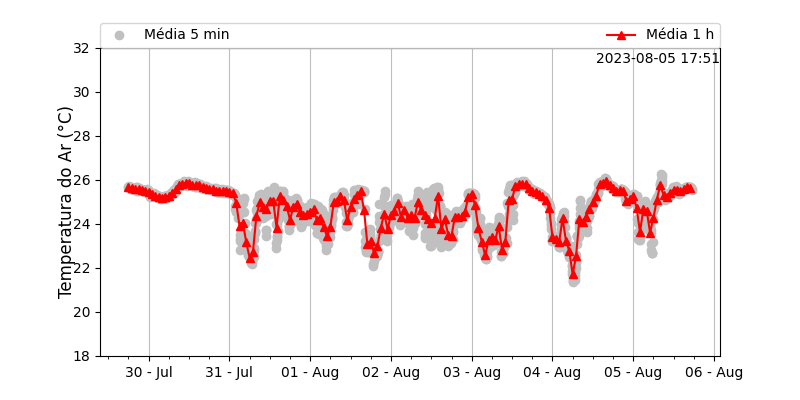 Média 5 min
Média 1 h
2023-08-05 17:51
Temperatura do Ar (°C)
32
30
28
26
24
22
20
18
30 - Jul
31 - Jul
01 - Aug
02 - Aug
03 - Aug
04 - Aug
05 - Aug
06 - Aug